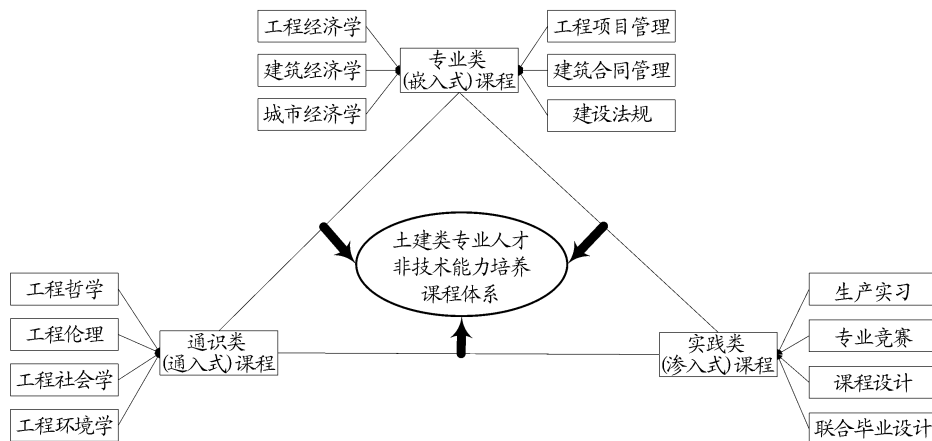 工程经济学
建筑经济学
城市经济学
专业类
(嵌入式)课程
工程项目管理
建筑合同管理
建设法规
土建类专业人才
非技术能力培养
课程体系
工程哲学
工程伦理
工程社会学
工程环境学
通识类
(通入式)课程
实践类
(渗入式)课程
生产实习
专业竞赛
课程设计
联合毕业设计